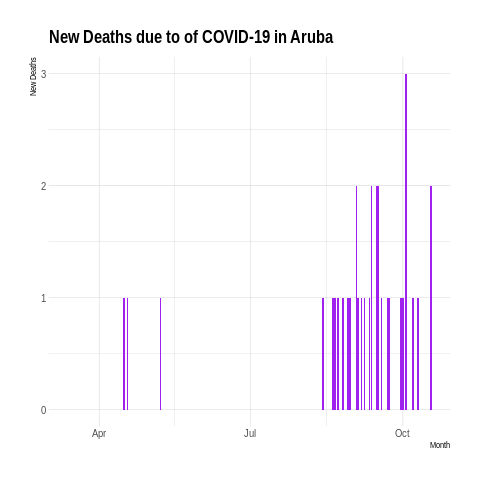 New Deaths due to of COVID-19 in Aruba
New Deaths
3
2
1
0
Apr Jul Oct
Month